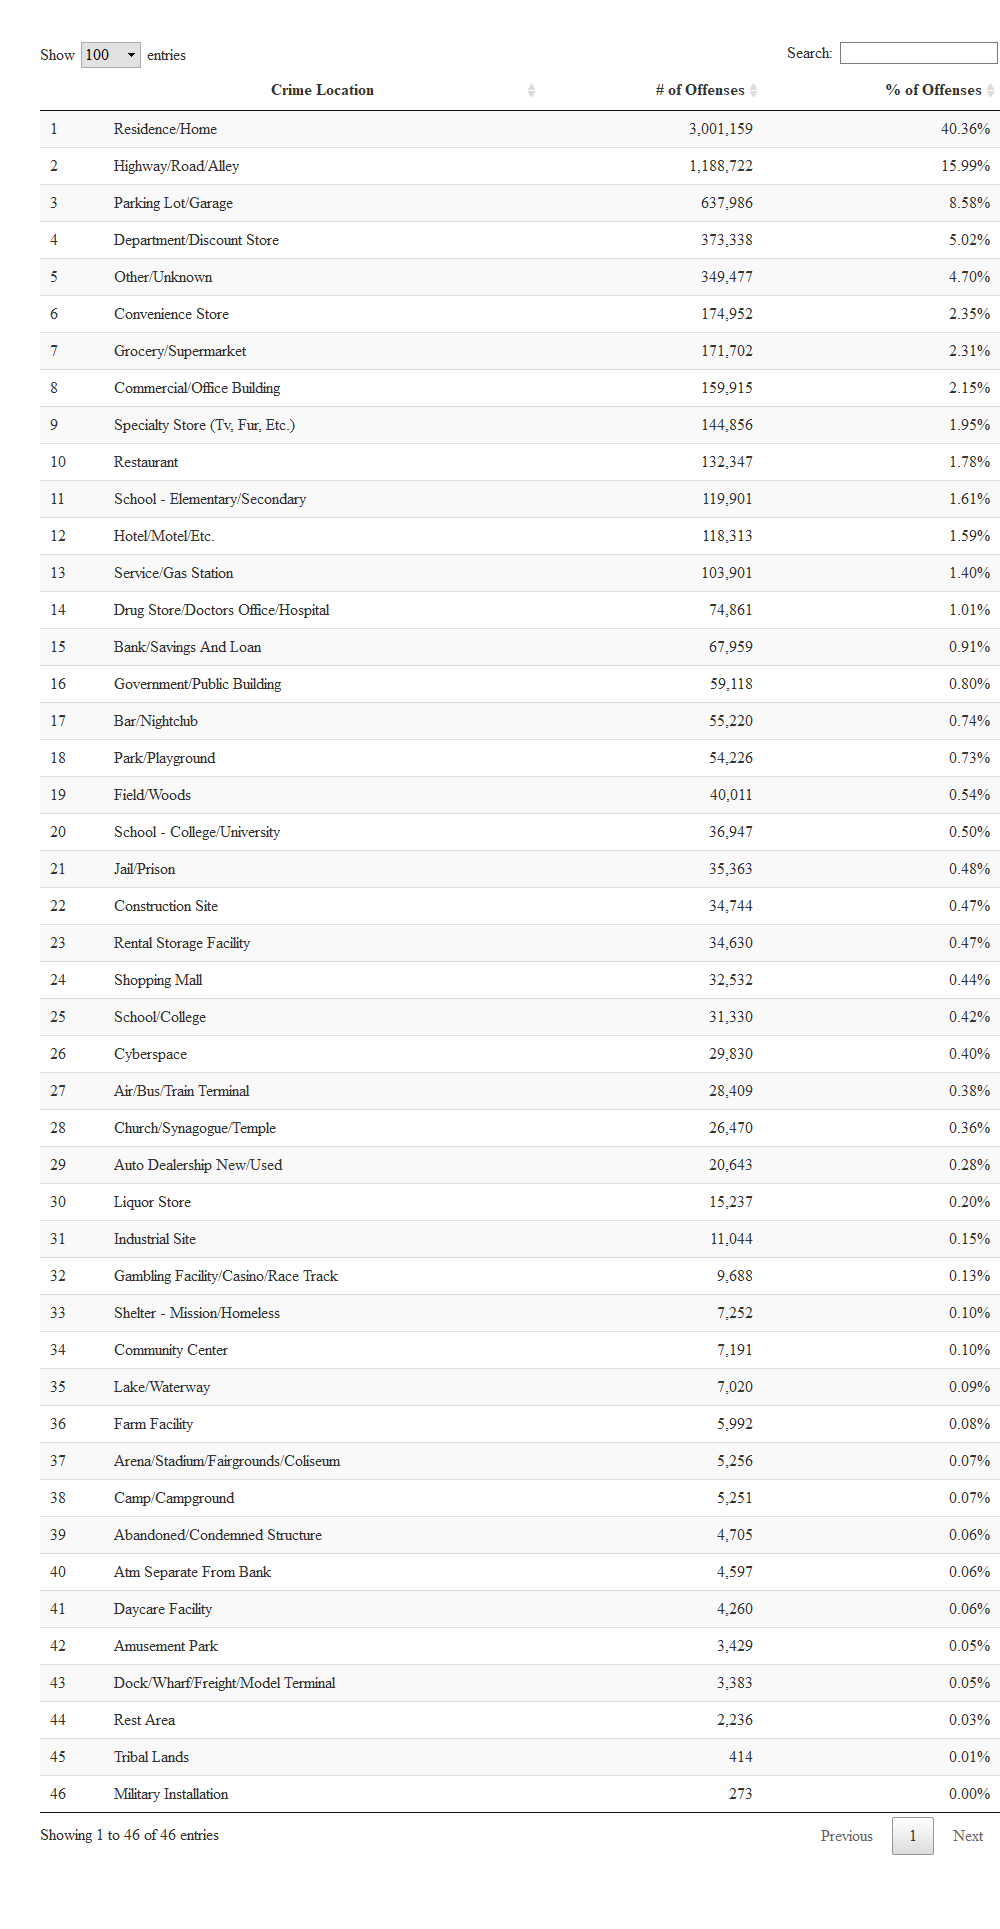 Show 100 entries Search:
Crime Location # of Offenses % of Offenses
1 Residence/Home 3,001,159 40.36%
2 Highway/Road/Alley 1,188,722 15.99%
3 Parking Lot/Garage 637,986 8.58%
4 Department/Discount Store 373,338 5.02%
5 Other/Unknown 349,477 4.70%
6 Convenience Store 174,952 2.35%
7 Grocery/Supermarket 171,702 2.31%
8 Commercial/Office Building 159,915 2.15%
9 Specialty Store (Tv, Fur, Etc.) 144,856 1.95%
10 Restaurant 132,347 1.78%
11 School - Elementary/Secondary 119,901 1.61%
12 Hotel/Motel/Etc. 118,313 1.59%
13 Service/Gas Station 103,901 1.40%
14 Drug Store/Doctors Office/Hospital 74,861 1.01%
15 Bank/Savings And Loan 67,959 0.91%
16 Government/Public Building 59,118 0.80%
17 Bar/Nightclub 55,220 0.74%
18 Park/Playground 54,226 0.73%
19 Field/Woods 40,011 0.54%
20 School - College/University 36,947 0.50%
21 Jail/Prison 35,363 0.48%
22 Construction Site 34,744 0.47%
23 Rental Storage Facility 34,630 0.47%
24 Shopping Mall 32,532 0.44%
25 School/College 31,330 0.42%
26 Cyberspace 29,830 0.40%
27 Air/Bus/Train Terminal 28,409 0.38%
28 Church/Synagogue/Temple 26,470 0.36%
29 Auto Dealership New/Used 20,643 0.28%
30 Liquor Store 15,237 0.20%
31 Industrial Site 11,044 0.15%
32 Gambling Facility/Casino/Race Track 9,688 0.13%
33 Shelter - Mission/Homeless 7,252 0.10%
34 Community Center 7,191 0.10%
35 Lake/Waterway 7,020 0.09%
36 Farm Facility 5,992 0.08%
37 Arena/Stadium/Fairgrounds/Coliseum 5,256 0.07%
38 Camp/Campground 5,251 0.07%
39 Abandoned/Condemned Structure 4,705 0.06%
40 Atm Separate From Bank 4,597 0.06%
41 Daycare Facility 4,260 0.06%
42 Amusement Park 3,429 0.05%
43 Dock/Wharf/Freight/Model Terminal 3,383 0.05%
44 Rest Area 2,236 0.03%
45 Tribal Lands 414 0.01%
46 Military Installation 273 0.00%
Showing 1 to 46 of 46 entries Previous 1 Next